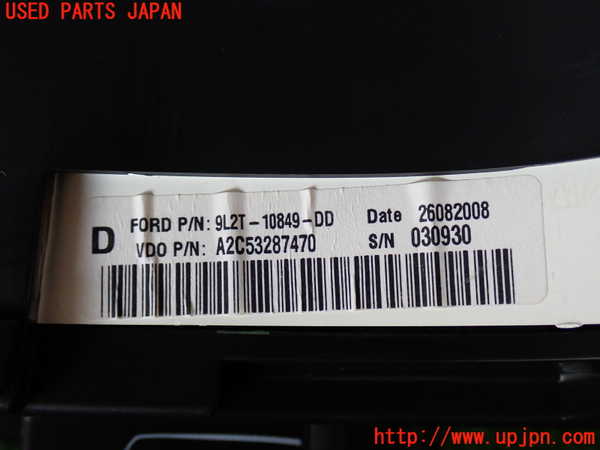 USED PARTS JAPAN
FORD P/N: 9L2T-10849-DD Date 26082008
D VDO P/N: A2C53287470 S/N 030930
http://www.upjpn.com/